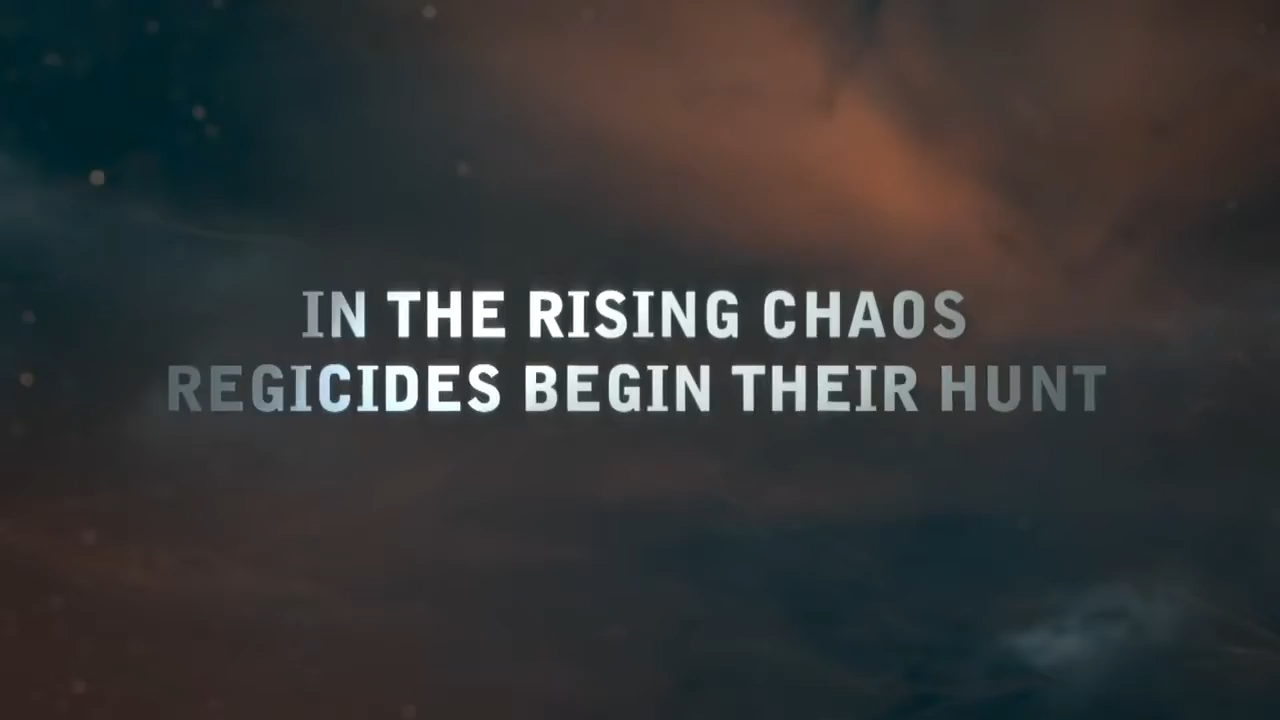 IN THE RISING CHAOS
REGICIDES BEGIN THEIR HUNT